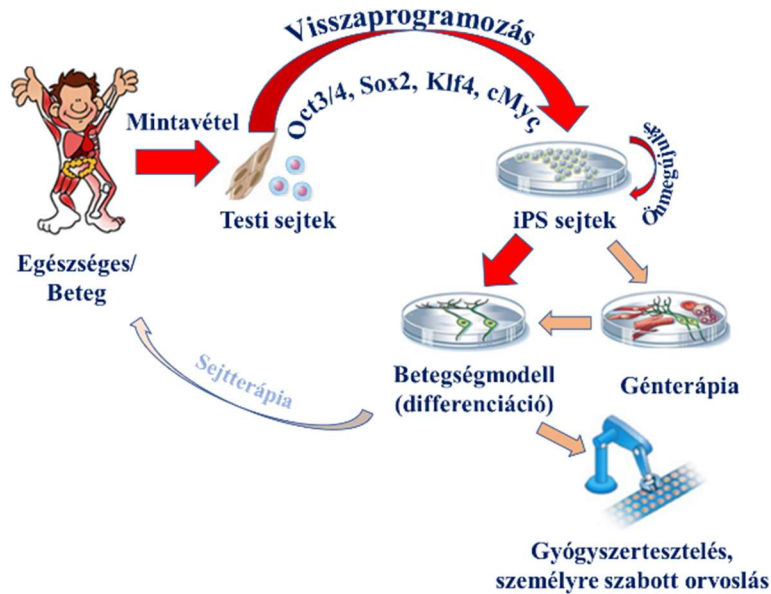 Visszaprogramozás
Oct3/4, Sox2, Klf4, cMyc
Mintavétel
Testi sejtek
iPS sejtek
Önmegújulás
Egészséges/
Beteg
Sejtterápia
Betegségmodell
(differenciáció)
Génterápia
Gyógyszertesztelés,
személyre szabott orvoslás